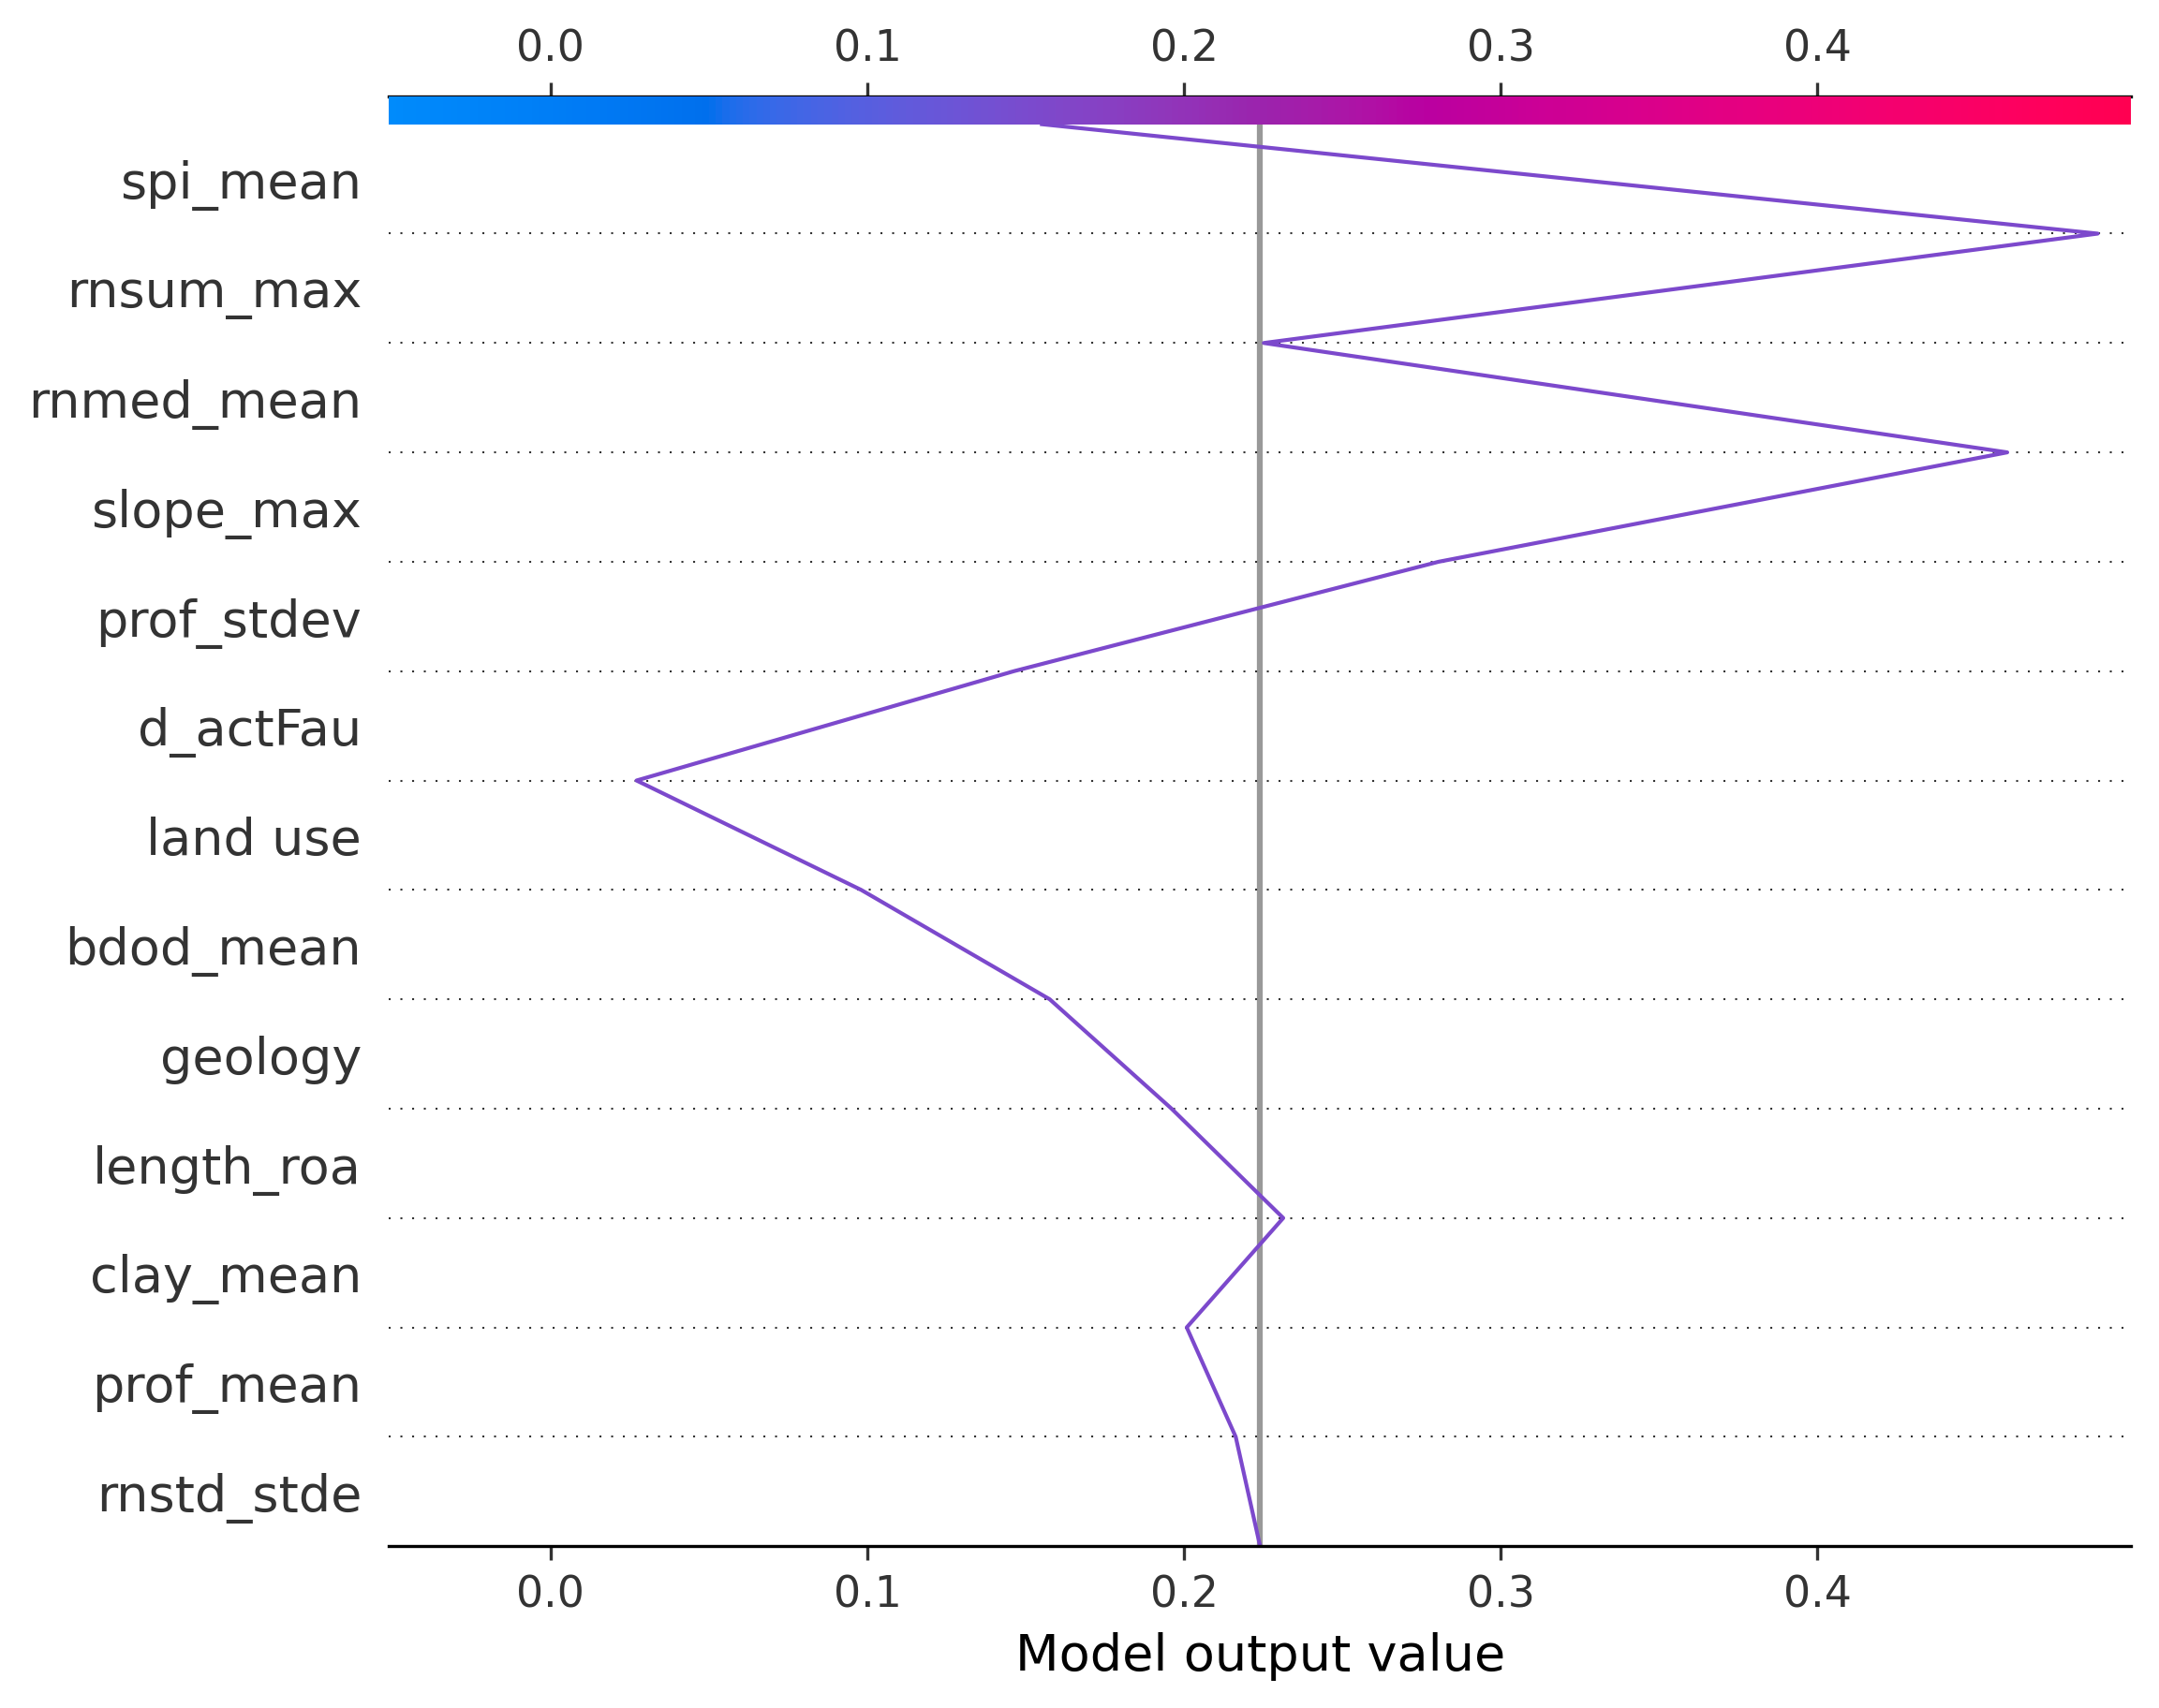 0.0 0.1 0.2 0.3 0.4
spi_mean
rnsum_max
rnmed_mean
slope_max
prof_stdev
d_actFau
land use
bdod_mean
geology
length_roa
clay_mean
prof_mean
rnstd_stde
0.0 0.1 0.2 0.3 0.4
Model output value